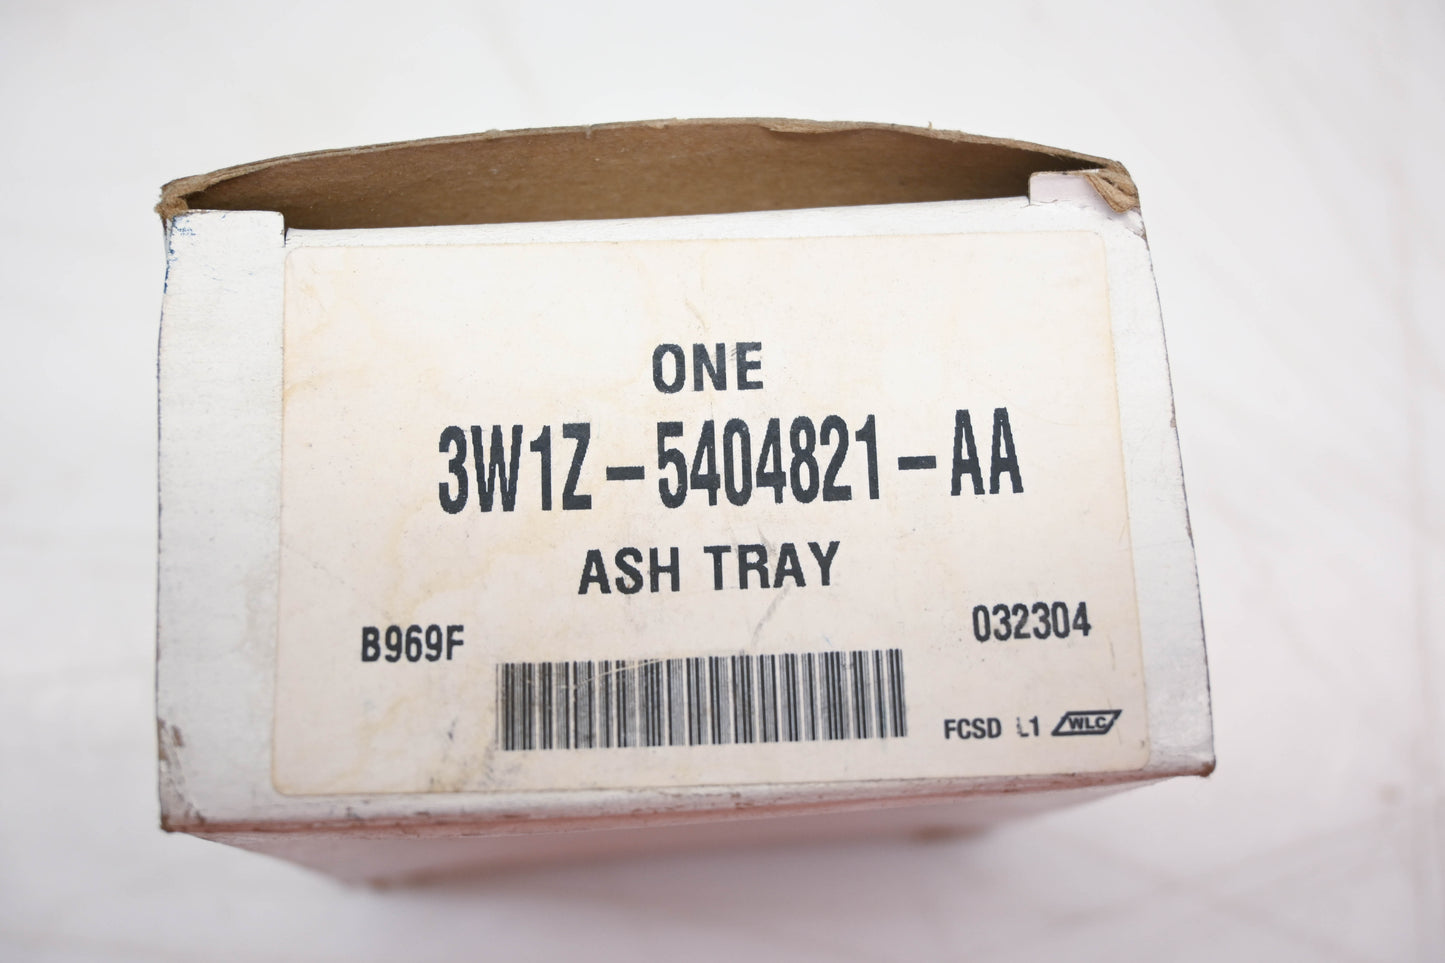 ONE
3W1Z-5404821-AA
ASH TRAY
B969F 032304
FCSD L1 WLC